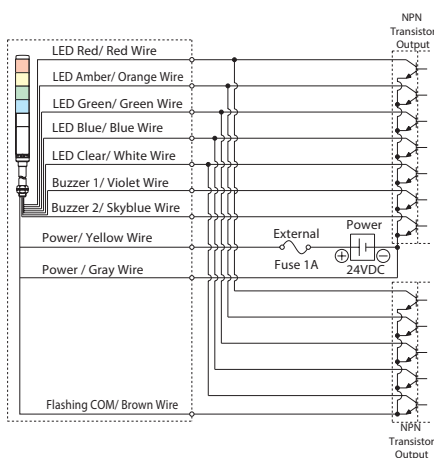 NPN
Transistor
Output
LED Red/ Red Wire
LED Amber/ Orange Wire
LED Green/ Green Wire
LED Blue/ Blue Wire
LED Clear/ White Wire
Buzzer 1/ Violet Wire
Buzzer 2/ Skyblue Wire
Power/ Yellow Wire
External
Fuse 1A
Power
24VDC
Power / Gray Wire
Flashing COM/ Brown Wire
NPN
Transistor
Output